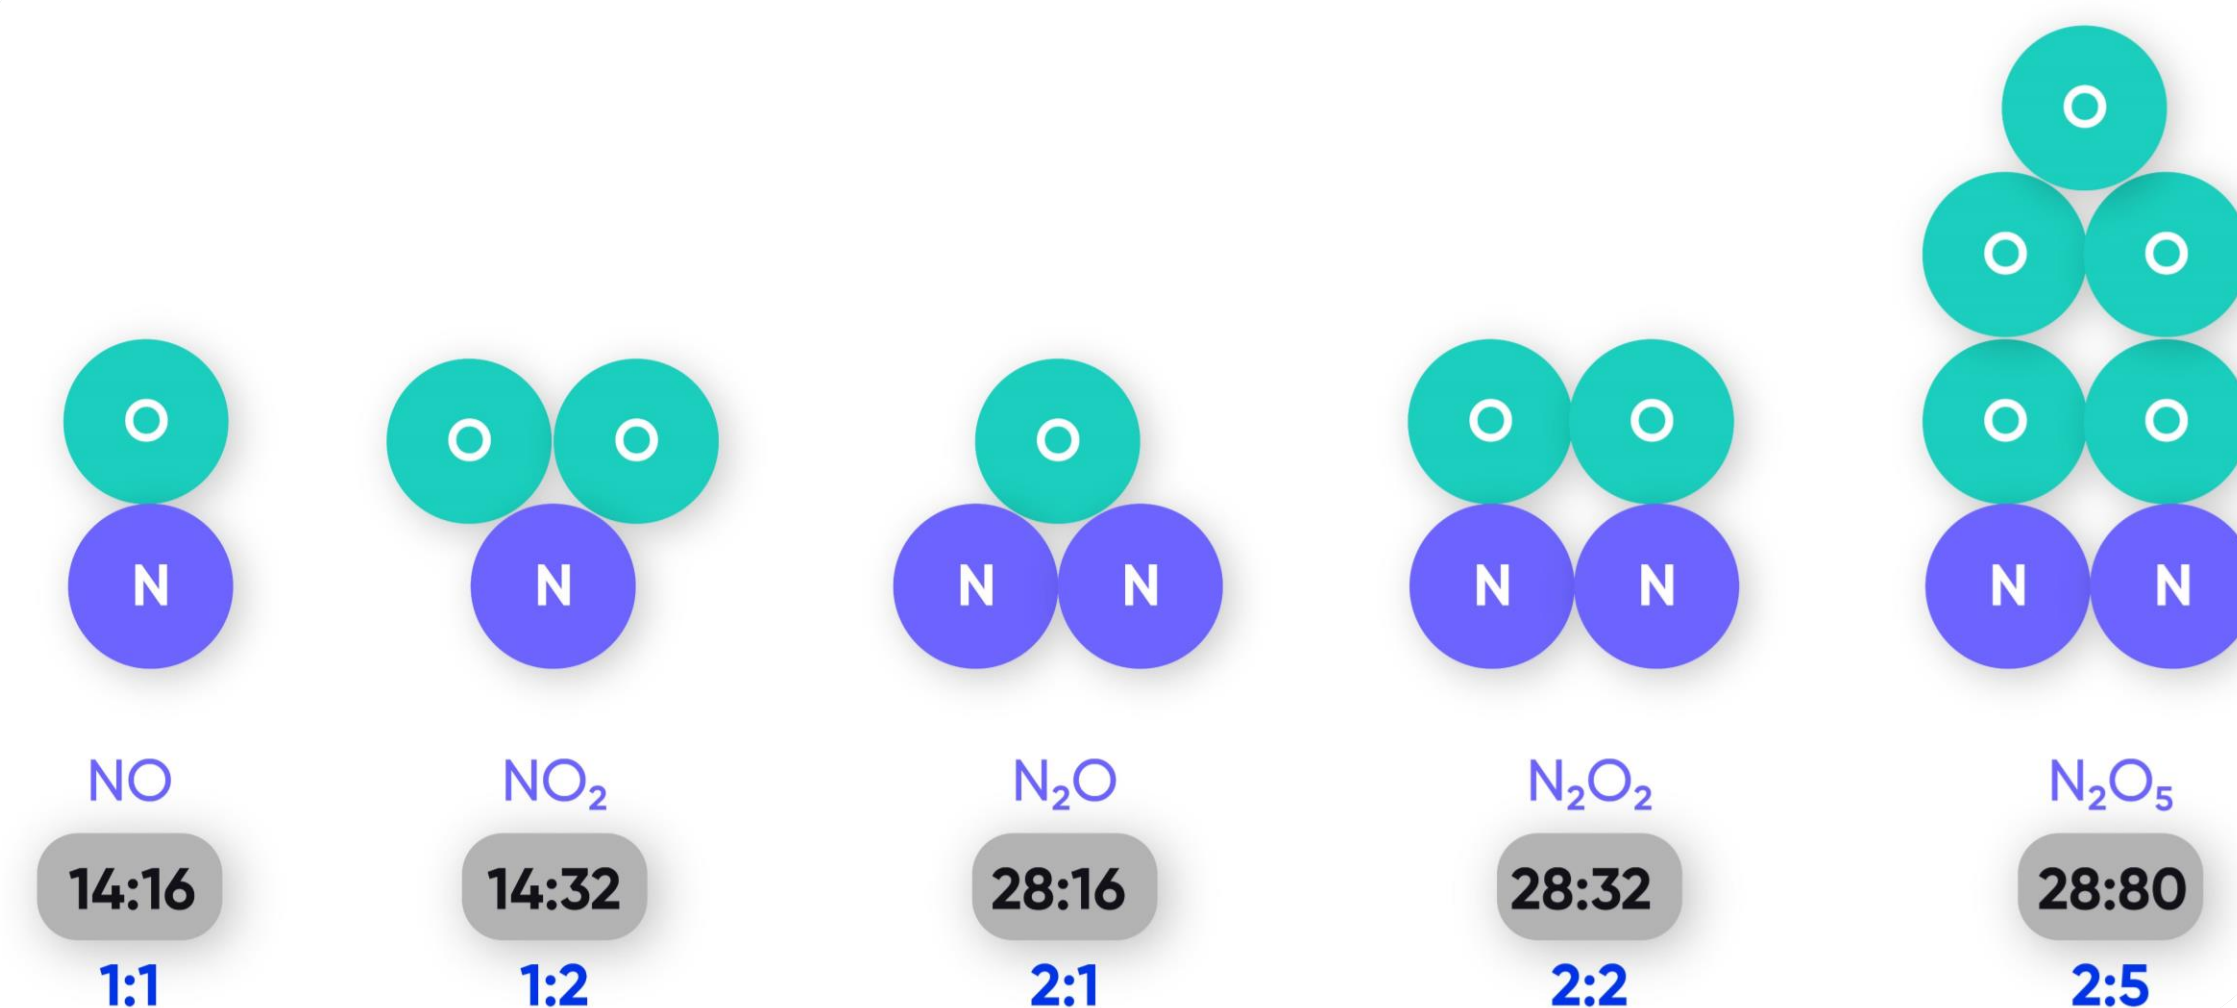 O
O O
O O O O O O O O
N N N N N N N N
NO NO₂ N₂O N₂O₂ N₂O₅
14:16 14:32 28:16 28:32 28:80
1:1 1:2 2:1 2:2 2:5